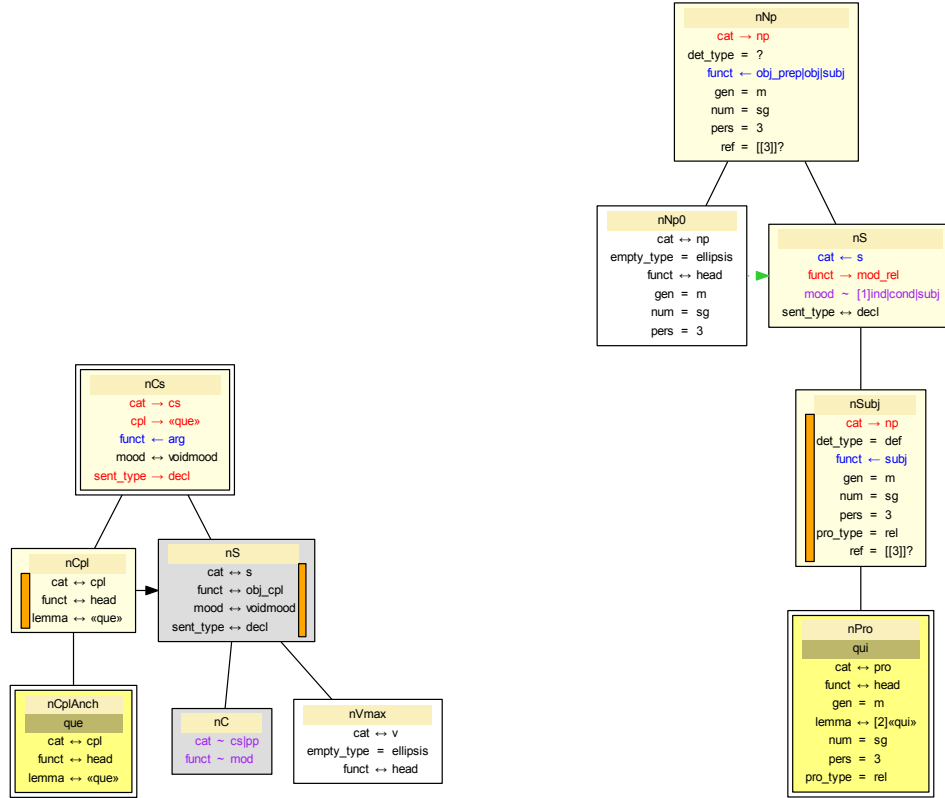 nNp
cat → np
det_type = ?
funct ← obj_prep|obj|subj
gen = m
num = sg
pers = 3
ref = [[3]]?
nNp0
cat ↔ np
empty_type = ellipsis
funct ↔ head
gen = m
num = sg
pers = 3
nS
cat ← s
funct → mod_rel
mood ~ [1]ind|cond|subj
sent_type ↔ decl
nCs
cat → cs
cpl → «que»
funct ← arg
mood ↔ voidmood
sent_type → decl
nSubj
cat → np
det_type = def
funct ← subj
gen = m
num = sg
pers = 3
pro_type = rel
ref = [[3]]?
nCpl
cat ↔ cpl
funct ↔ head
lemma ↔ «que»
nS
cat ↔ s
funct ↔ obj_cpl
mood ↔ voidmood
sent_type ↔ decl
nCplAnch
que
cat ↔ cpl
funct ↔ head
lemma ↔ «que»
nC
cat ~ cs|pp
funct ~ mod
nVmax
cat ↔ v
empty_type = ellipsis
funct ↔ head
nPro
qui
cat ↔ pro
funct ↔ head
gen = m
lemma ↔ [2]«qui»
num = sg
pers = 3
pro_type = rel